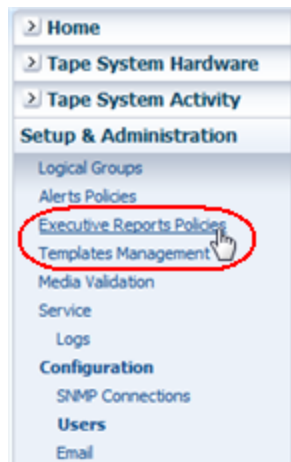 Home
Tape System Hardware
Tape System Activity
Setup & Administration
Logical Groups
Alerts Policies
Executive Reports Policies
Templates Management
Media Validation
Service
Logs
Configuration
SNMP Connections
Users
Email